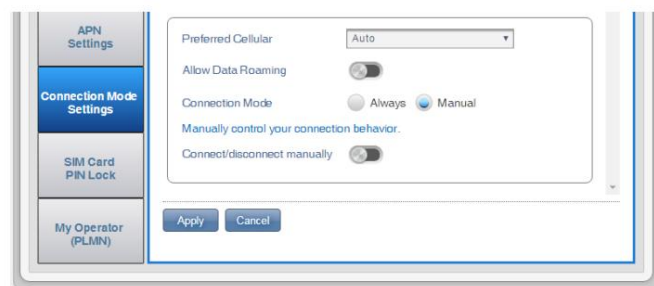 APN
Settings
Connection Mode
Settings
SIM Card
PIN Lock
My Operator
(PLMN)
Preferred Cellular Auto
Allow Data Roaming
Connection Mode Always Manual
Manually control your connection behavior.
Connect/disconnect manually
Apply Cancel